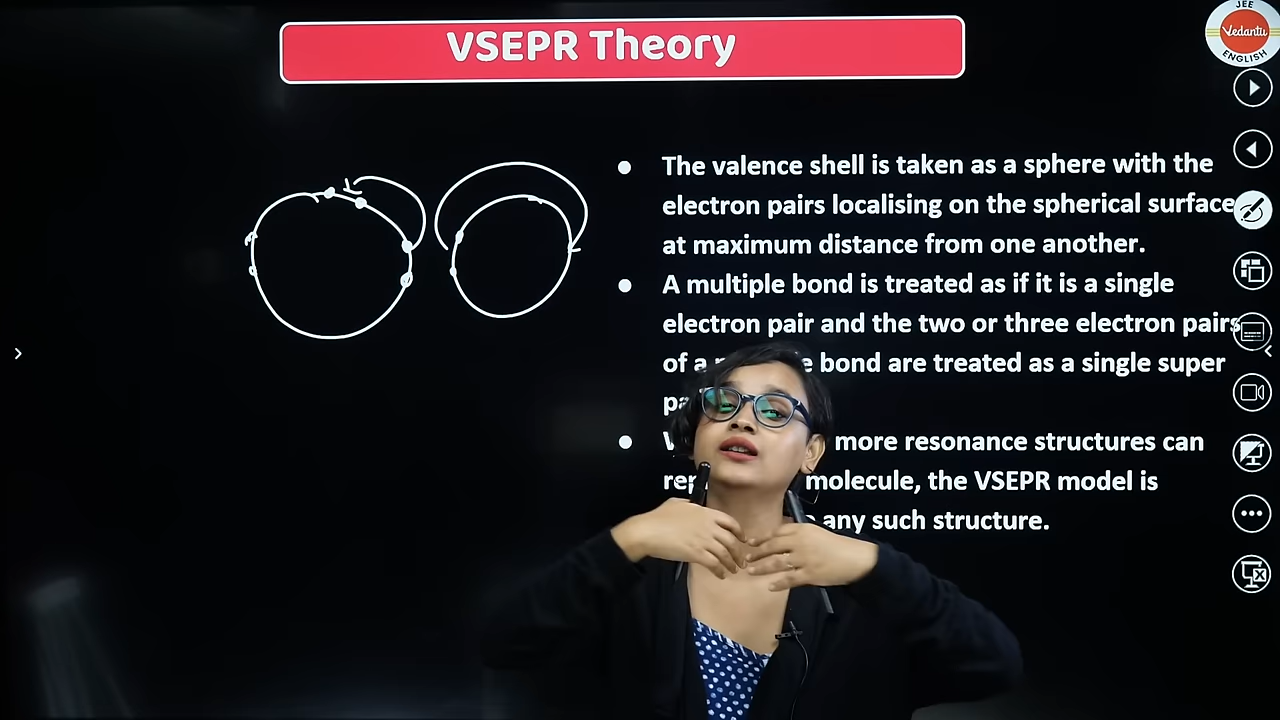 VSEPR Theory
JEE
Vedantu
ENGLISH
The valence shell is taken as a sphere with the
electron pairs localising on the spherical surface
at maximum distance from one another.
A multiple bond is treated as if it is a single
electron pair and the two or three electron pairs
of a bond are treated as a single super
more resonance structures can
molecule, the VSEPR model is
any such structure.